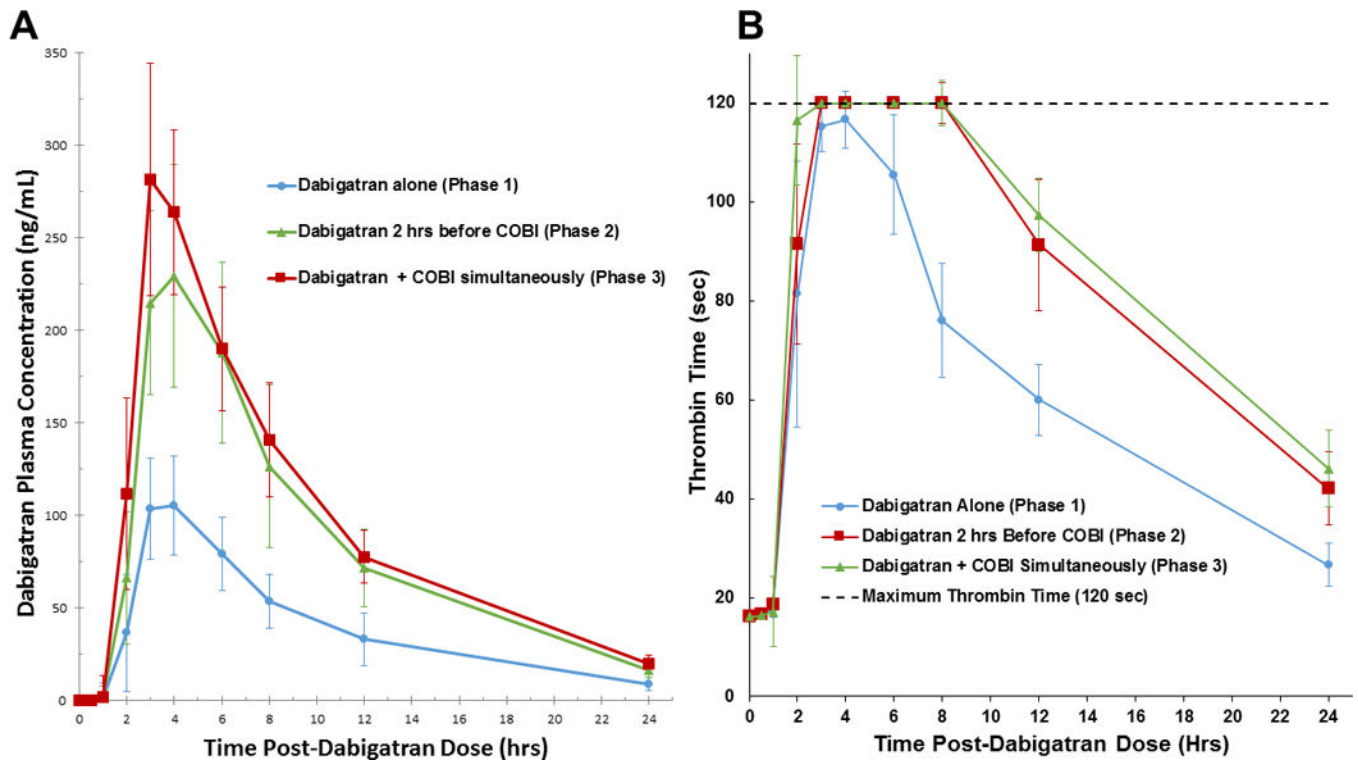 A
Dabigatran Plasma Concentration (ng/mL)
350
300
250
200
150
100
50
0
Dabigatran alone (Phase 1)
Dabigatran 2 hrs before COBI (Phase 2)
Dabigatran + COBI simultaneously (Phase 3)
0 2 4 6 8 10 12 14 16 18 20 22 24
Time Post-Dabigatran Dose (hrs)
B
Thrombin Time (sec)
120
100
80
60
40
20
0
Dabigatran Alone (Phase 1)
Dabigatran 2 hrs Before COBI (Phase 2)
Dabigatran + COBI Simultaneously (Phase 3)
Maximum Thrombin Time (120 sec)
0 2 4 6 8 10 12 14 16 18 20 22 24
Time Post-Dabigatran Dose (Hrs)